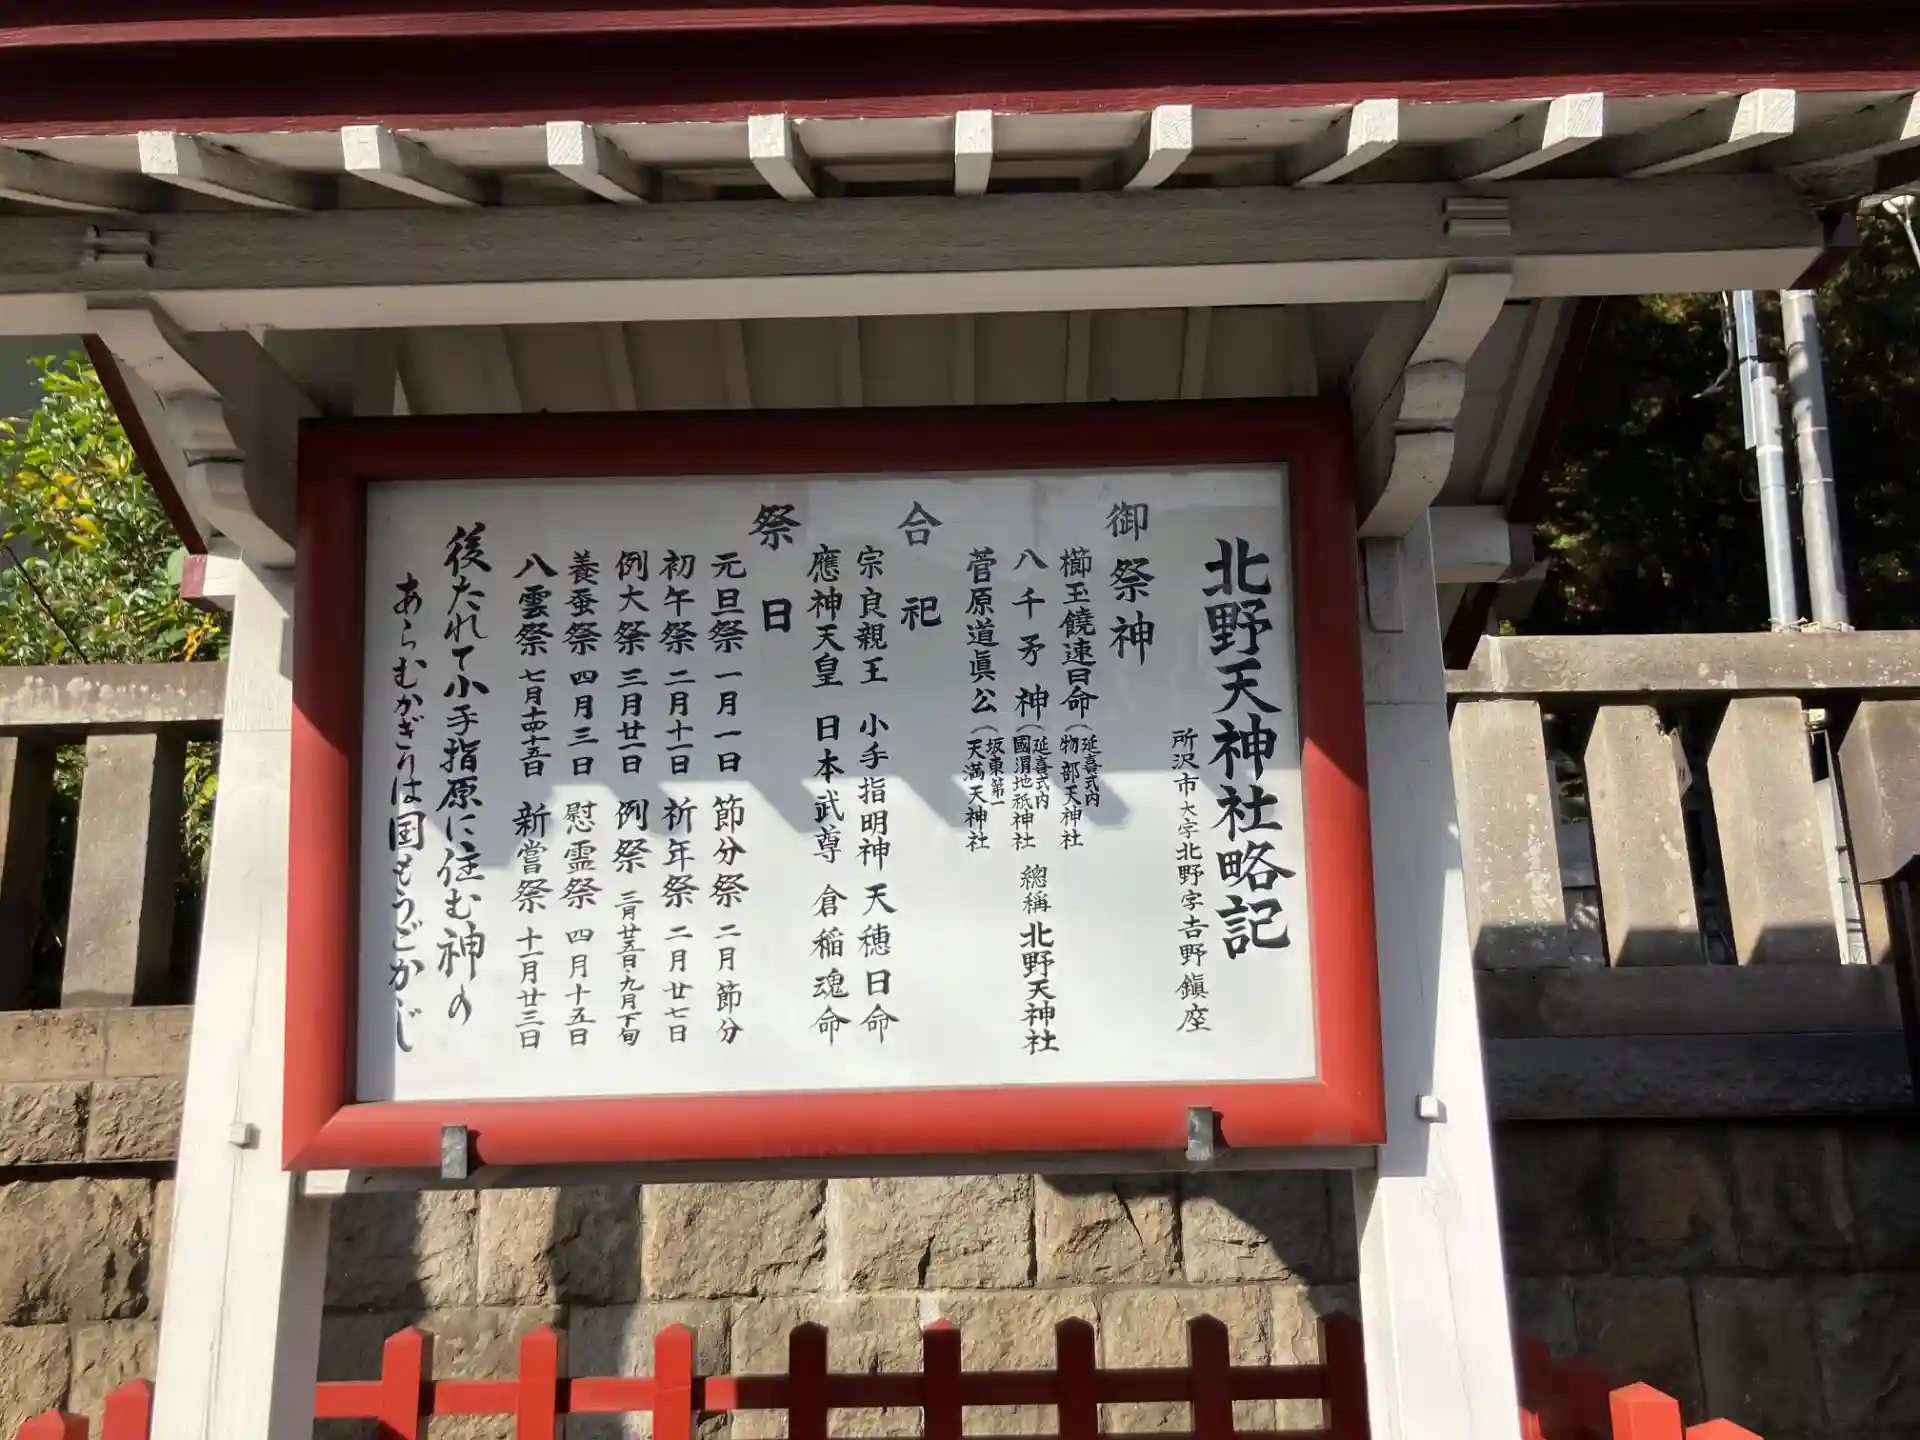 北野天神社略記
所沢市大字北野字吉野鎮座
御祭神
櫛玉饒速日命（延喜式内物部天神社
八千矛神（延喜式内國渭地祇神社
菅原道眞公（坂東第一天満天神社
總稱北野天神社
合祀
宗良親王 小手指明神 天穂日命
應神天皇 日本武尊 倉稲魂命
祭日
元旦祭 一月一日 節分祭 二月節分
初午祭 二月十一日 祈年祭 二月廿七日
例大祭 三月廿一日 例祭 三月廿五日・九月下旬
養蚕祭 四月三日 慰霊祭 四月十五日
八雲祭 七月十四十五日 新嘗祭 十一月廿三日
後たれて小手指原に住む神の
あらむかぎりは国もうごかじ